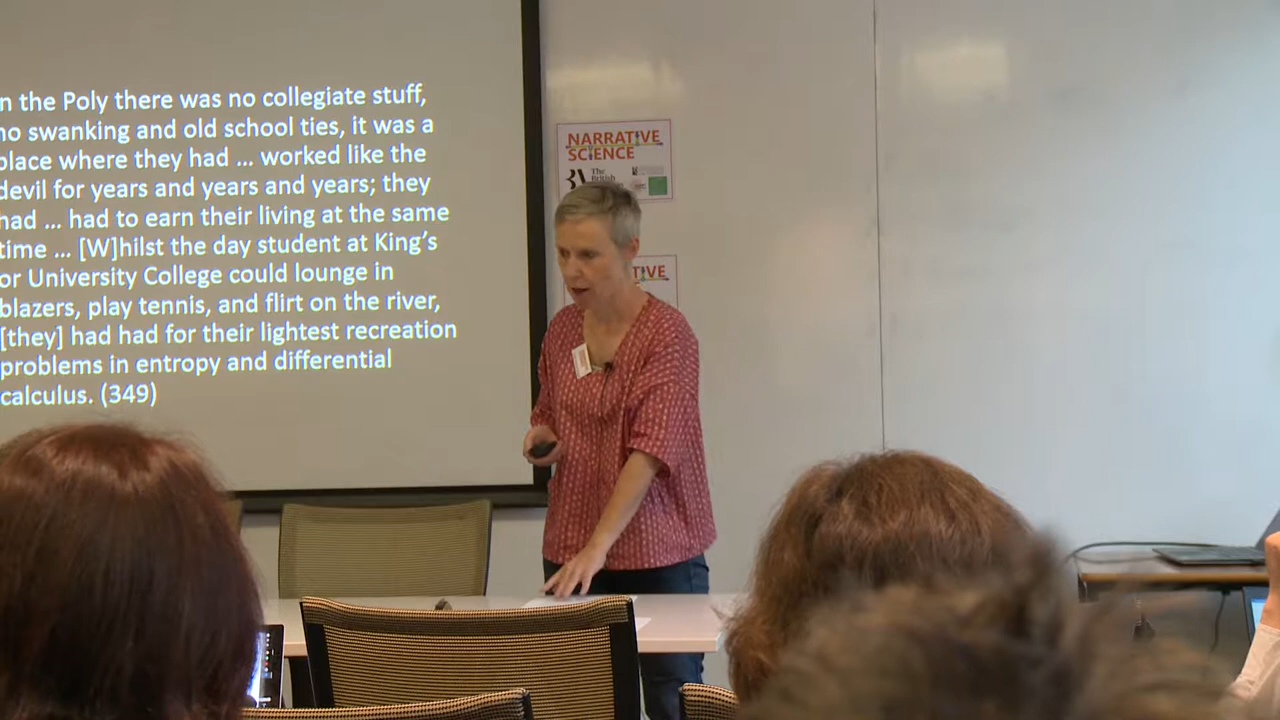 n the Poly there was no collegiate stuff,
no swanking and old school ties, it was a
place where they had ... worked like the
devil for years and years and years; they
had ... had to earn their living at the same
time ... [W]hilst the day student at King's
or University College could lounge in
blazers, play tennis, and flirt on the river,
[they] had had for their lightest recreation
problems in entropy and differential
calculus. (349)
NARRATIVE
SCIENCE
The
British
TIVE